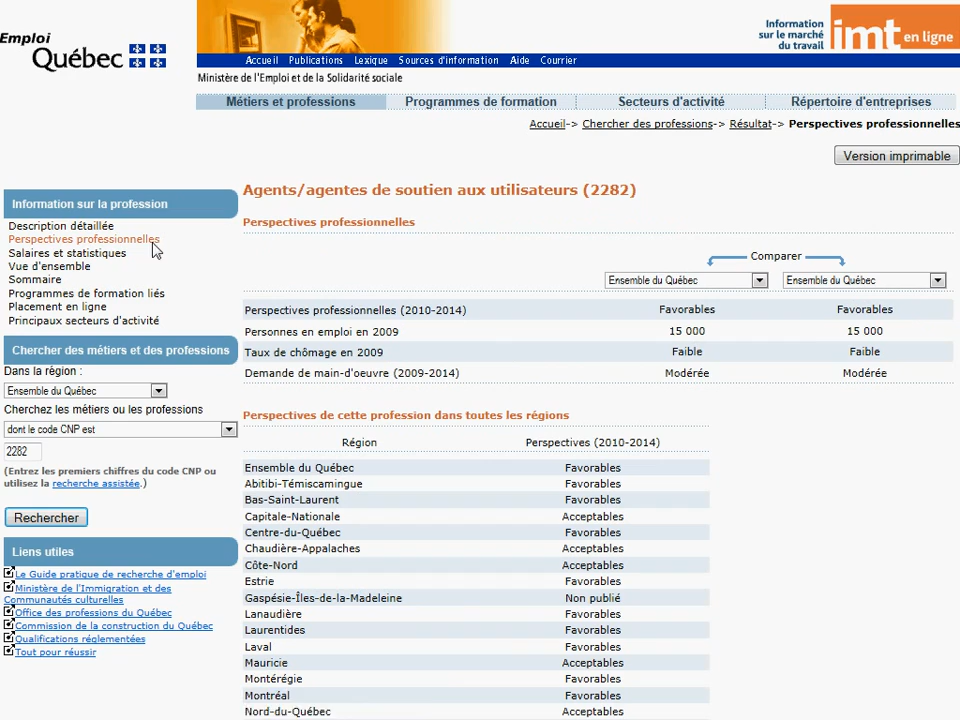 Emploi
Québec
Information
sur le marché
du travail
imt en ligne
Accueil Publications Lexique Sources d'information Aide Courrier
Ministère de l'Emploi et de la Solidarité sociale
Métiers et professions Programmes de formation Secteurs d'activité Répertoire d'entreprises
Accueil-> Chercher des professions-> Résultat-> Perspectives professionnelles
Version imprimable
Information sur la profession
Description détaillée
Perspectives professionnelles
Salaires et statistiques
Vue d'ensemble
Sommaire
Programmes de formation liés
Placement en ligne
Principaux secteurs d'activité
Chercher des métiers et des professions
Dans la région :
Ensemble du Québec
Cherchez les métiers ou les professions
dont le code CNP est
2282
(Entrez les premiers chiffres du code CNP ou
utilisez la recherche assistée.)
Rechercher
Liens utiles
Le Guide pratique de recherche d'emploi
Ministère de l'Immigration et des
Communautés culturelles
Office des professions du Québec
Commission de la construction du Québec
Qualifications réglementées
Tout pour réussir
Agents/agentes de soutien aux utilisateurs (2282)
Perspectives professionnelles
Comparer
Ensemble du Québec Ensemble du Québec
Perspectives professionnelles (2010-2014) Favorables Favorables
Personnes en emploi en 2009 15 000 15 000
Taux de chômage en 2009 Faible Faible
Demande de main-d'oeuvre (2009-2014) Modérée Modérée
Perspectives de cette profession dans toutes les régions
Région Perspectives (2010-2014)
Ensemble du Québec Favorables
Abitibi-Témiscamingue Favorables
Bas-Saint-Laurent Favorables
Capitale-Nationale Acceptables
Centre-du-Québec Favorables
Chaudière-Appalaches Acceptables
Côte-Nord Acceptables
Estrie Favorables
Gaspésie-Îles-de-la-Madeleine Non publié
Lanaudière Favorables
Laurentides Favorables
Laval Favorables
Mauricie Acceptables
Montérégie Favorables
Montréal Favorables
Nord-du-Québec Acceptables